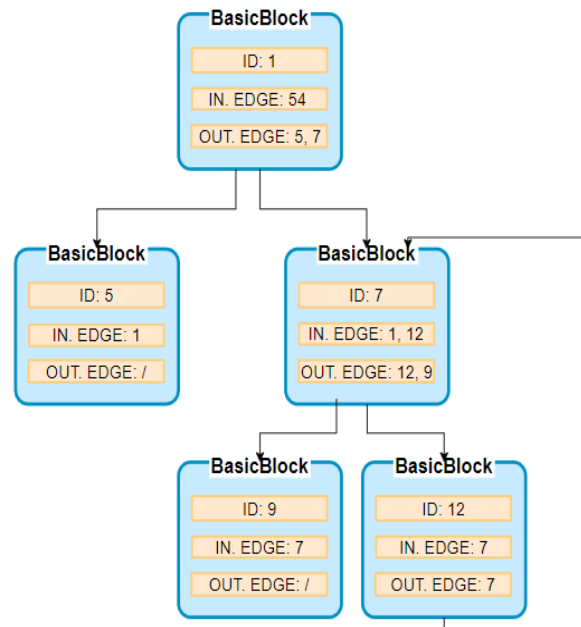 BasicBlock
ID: 1
IN. EDGE: 54
OUT. EDGE: 5, 7
BasicBlock
ID: 5
IN. EDGE: 1
OUT. EDGE: /
BasicBlock
ID: 7
IN. EDGE: 1, 12
OUT. EDGE: 12, 9
BasicBlock
ID: 9
IN. EDGE: 7
OUT. EDGE: /
BasicBlock
ID: 12
IN. EDGE: 7
OUT. EDGE: 7